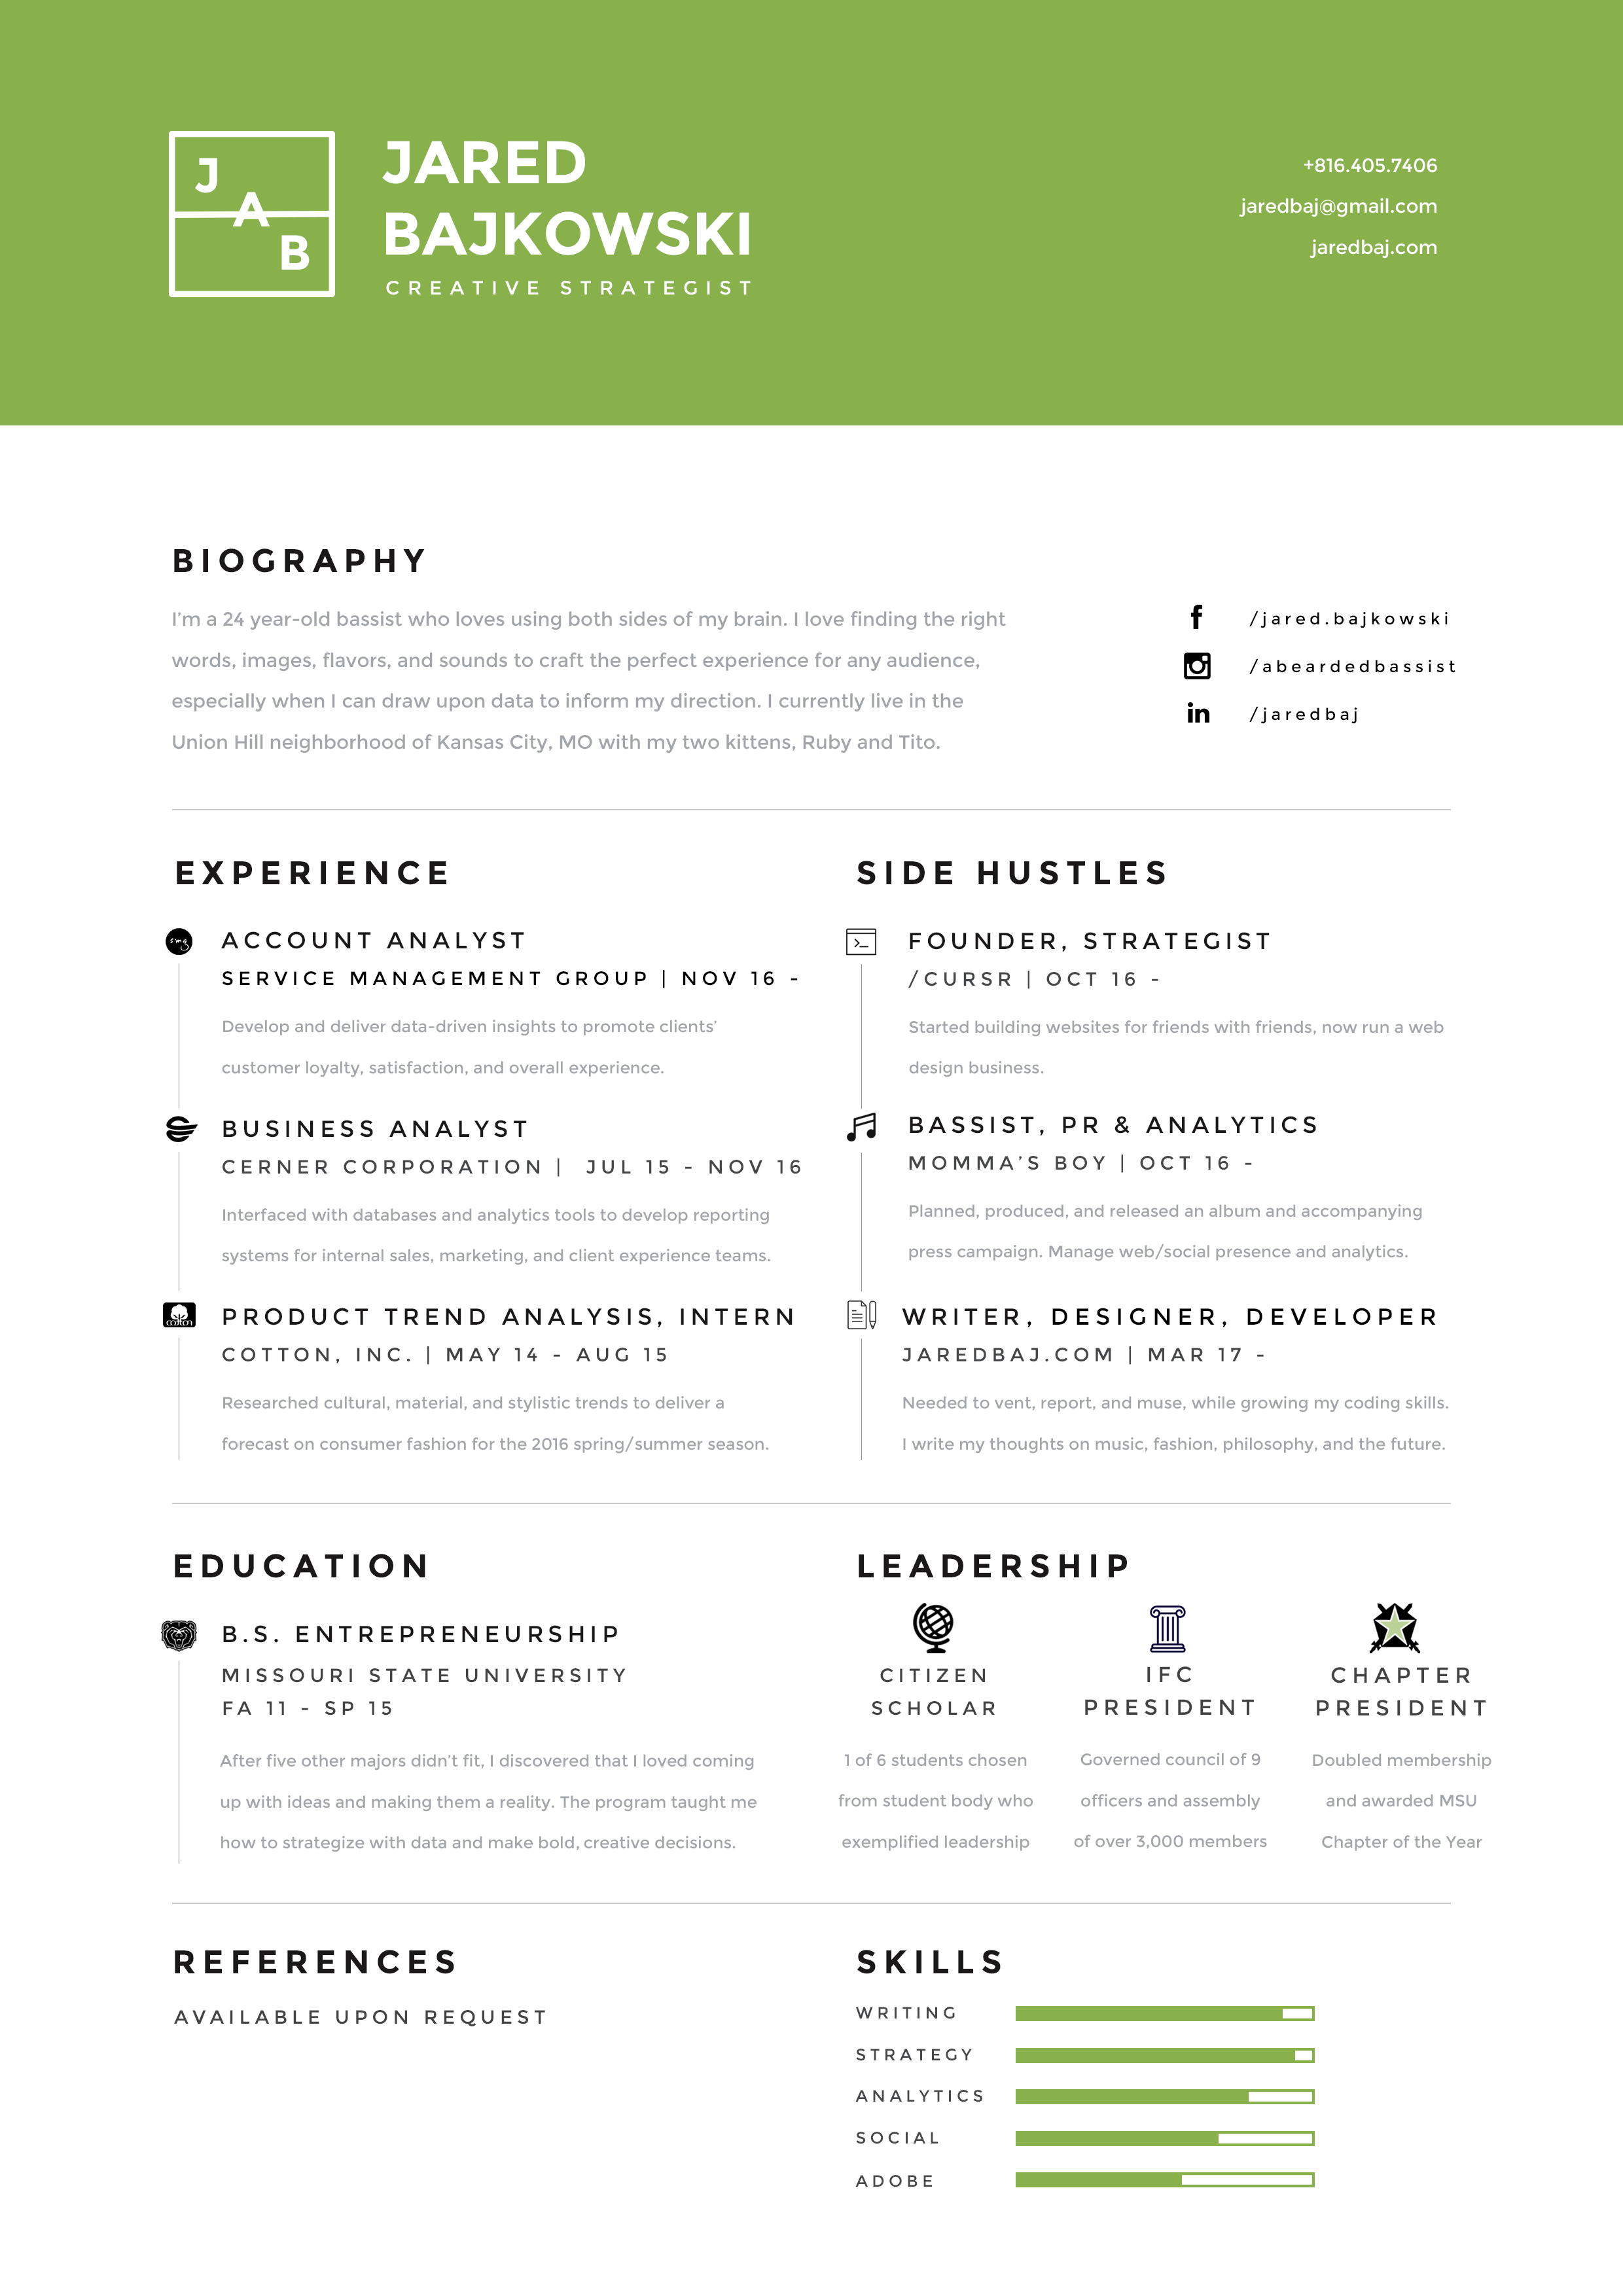 J
A
B
JARED
BAJKOWSKI
CREATIVE STRATEGIST
+816.405.7406
jaredbaj@gmail.com
jaredbaj.com
BIOGRAPHY
I’m a 24 year-old bassist who loves using both sides of my brain. I love finding the right
words, images, flavors, and sounds to craft the perfect experience for any audience,
especially when I can draw upon data to inform my direction. I currently live in the
Union Hill neighborhood of Kansas City, MO with my two kittens, Ruby and Tito.
/jared.bajkowski
/abeardedbassist
/jaredbaj
EXPERIENCE
smg
ACCOUNT ANALYST
SERVICE MANAGEMENT GROUP | NOV 16 -
Develop and deliver data-driven insights to promote clients’
customer loyalty, satisfaction, and overall experience.
BUSINESS ANALYST
CERNER CORPORATION | JUL 15 - NOV 16
Interfaced with databases and analytics tools to develop reporting
systems for internal sales, marketing, and client experience teams.
cotton
PRODUCT TREND ANALYSIS, INTERN
COTTON, INC. | MAY 14 - AUG 15
Researched cultural, material, and stylistic trends to deliver a
forecast on consumer fashion for the 2016 spring/summer season.
SIDE HUSTLES
FOUNDER, STRATEGIST
/CURSR | OCT 16 -
Started building websites for friends with friends, now run a web
design business.
BASSIST, PR & ANALYTICS
MOMMA’S BOY | OCT 16 -
Planned, produced, and released an album and accompanying
press campaign. Manage web/social presence and analytics.
WRITER, DESIGNER, DEVELOPER
JAREDBAJ.COM | MAR 17 -
Needed to vent, report, and muse, while growing my coding skills.
I write my thoughts on music, fashion, philosophy, and the future.
EDUCATION
B.S. ENTREPRENEURSHIP
MISSOURI STATE UNIVERSITY
FA 11 - SP 15
After five other majors didn’t fit, I discovered that I loved coming
up with ideas and making them a reality. The program taught me
how to strategize with data and make bold, creative decisions.
LEADERSHIP
CITIZEN
SCHOLAR
1 of 6 students chosen
from student body who
exemplified leadership
IFC
PRESIDENT
Governed council of 9
officers and assembly
of over 3,000 members
CHAPTER
PRESIDENT
Doubled membership
and awarded MSU
Chapter of the Year
REFERENCES
AVAILABLE UPON REQUEST
SKILLS
WRITING
STRATEGY
ANALYTICS
SOCIAL
ADOBE